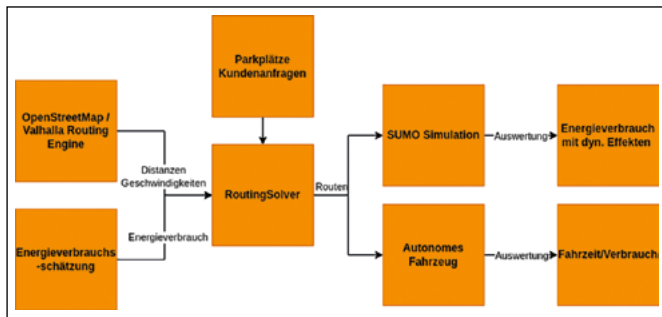 Parkplätze
Kundenanfragen
OpenStreetMap /
Valhalla Routing
Engine
Distanzen
Geschwindigkeiten
RoutingSolver
Routen
SUMO Simulation
Auswertung
Energieverbrauch
mit dyn. Effekten
Energieverbrauchs
-schätzung
Energieverbrauch
Autonomes
Fahrzeug
Auswertung
Fahrzeit/Verbrauch/